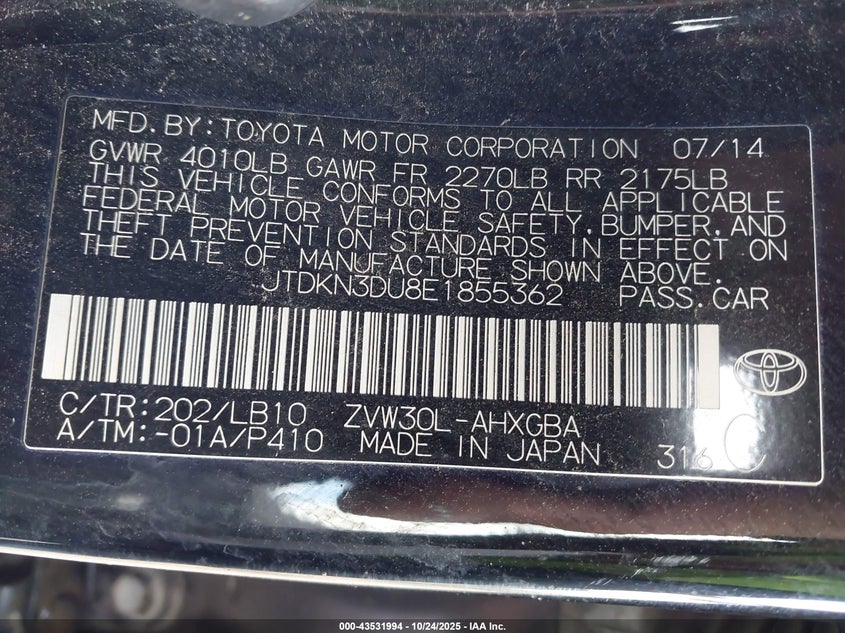 MFD.BY:TOYOTA MOTOR CORPORATION 07/14
GVWR 4010LB GAWR FR 2270LB RR 2175LB
THIS VEHICLE CONFORMS TO ALL APPLICABLE
FEDERAL MOTOR VEHICLE SAFETY,BUMPER,AND
THEFT PREVENTION STANDARDS IN EFFECT ON
THE DATE OF MANUFACTURE SHOWN ABOVE.
JTDKN3DU8E1855362 PASS.CAR
C/TR:202/LB10 ZVW30L-AHXGBA
A/TM:-01A/P410 MADE IN JAPAN 316 C
000-43531994 | 10/24/2025 - IAA Inc.